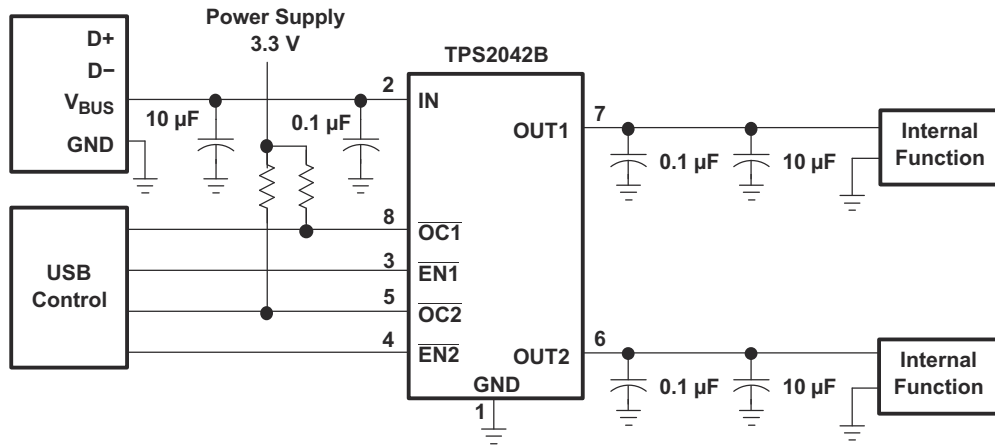 Power Supply
3.3 V
TPS2042B
D+
D−
VBUS
GND
10 µF
0.1 µF
2
IN
7
OUT1
0.1 µF
10 µF
Internal
Function
USB
Control
8
OC1
3
EN1
5
OC2
4
EN2
6
OUT2
0.1 µF
10 µF
Internal
Function
GND
1